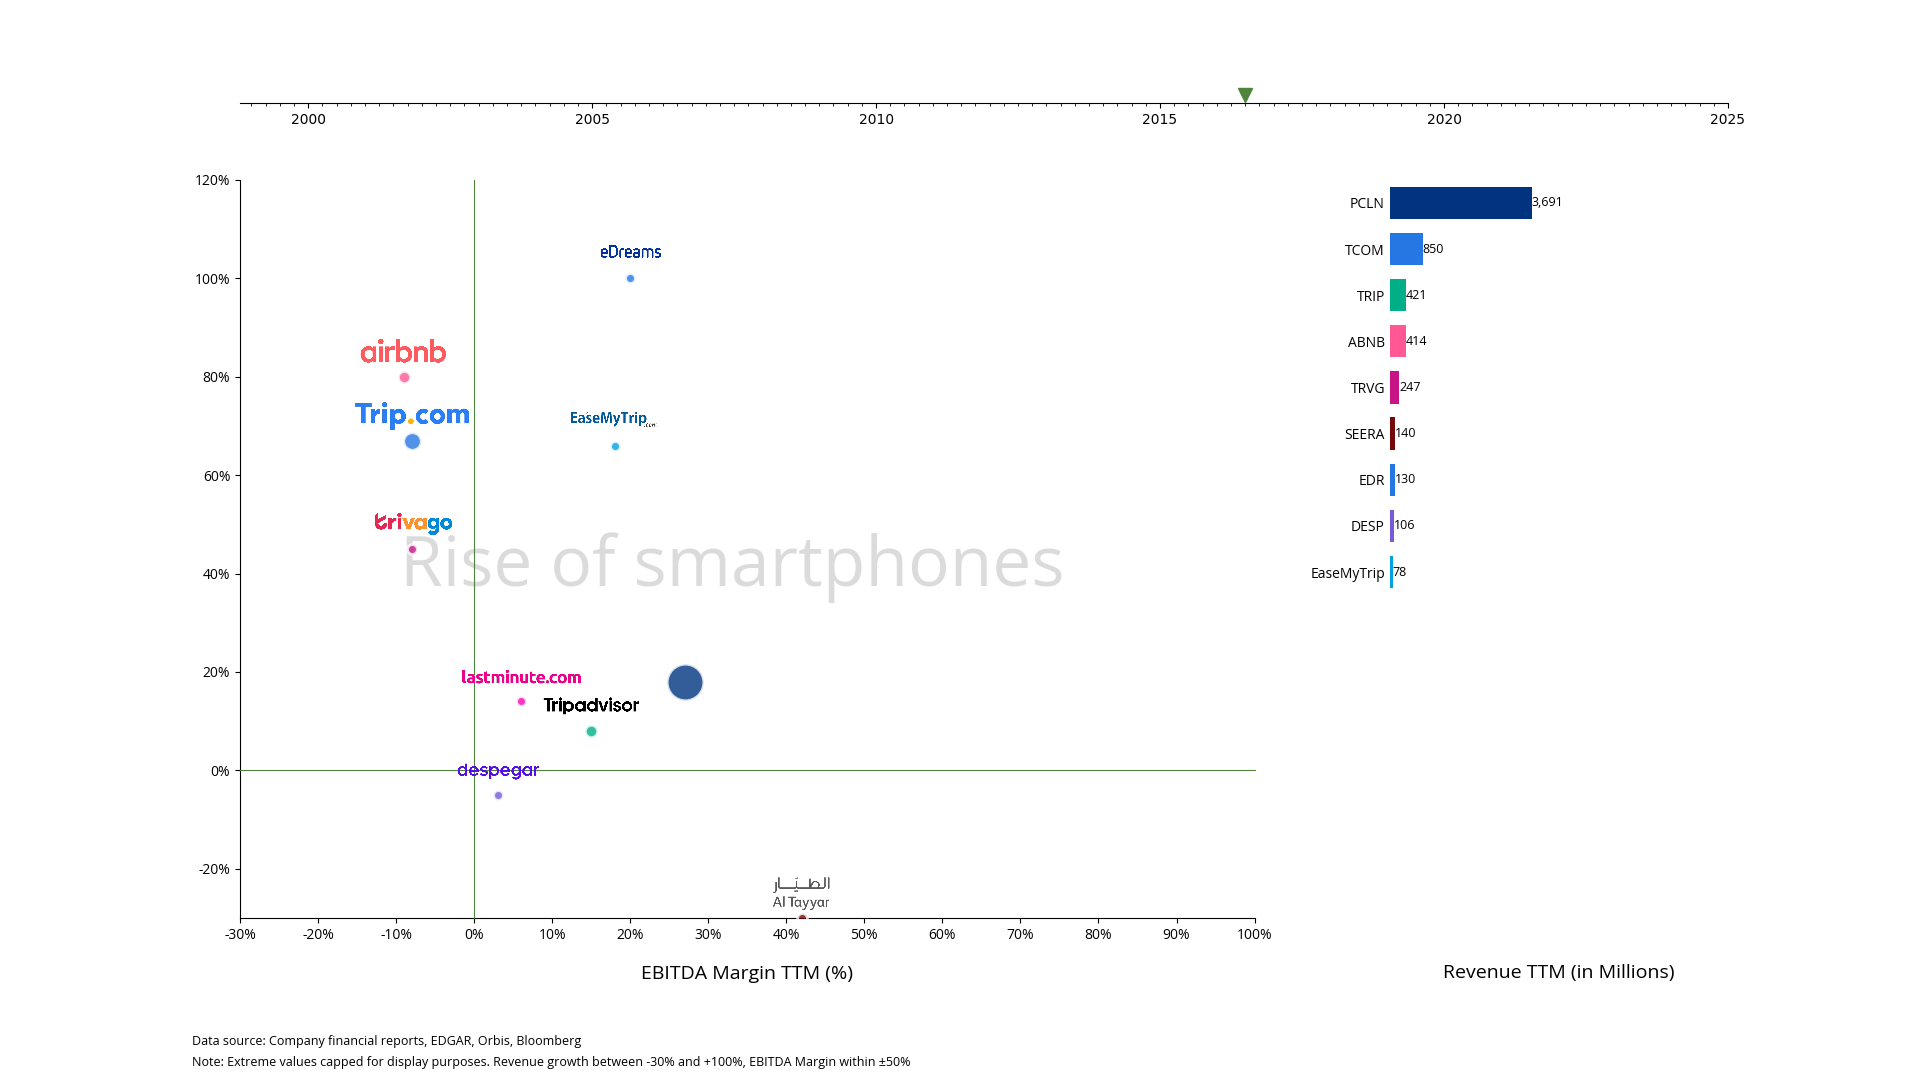 2000 2005 2010 2015 2020 2025
120%
100%
80%
60%
40%
20%
0%
-20%
eDreams
airbnb
Trip.com
EaseMyTrip.com
trivago
Rise of smartphones
lastminute.com
Tripadvisor
despegar
الطيّار
Al Tayyar
-30% -20% -10% 0% 10% 20% 30% 40% 50% 60% 70% 80% 90% 100%
EBITDA Margin TTM (%)
PCLN 3,691
TCOM 850
TRIP 421
ABNB 414
TRVG 247
SEERA 140
EDR 130
DESP 106
EaseMyTrip 78
Revenue TTM (in Millions)
Data source: Company financial reports, EDGAR, Orbis, Bloomberg
Note: Extreme values capped for display purposes. Revenue growth between -30% and +100%, EBITDA Margin within ±50%